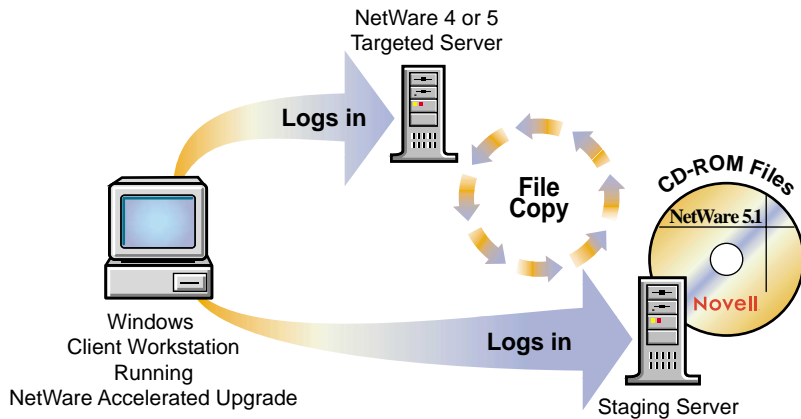 NetWare 4 or 5
Targeted Server
Logs in
File
Copy
CD-ROM Files
NetWare 5.1
Novell
Windows
Client Workstation
Running
NetWare Accelerated Upgrade
Logs in
Staging Server